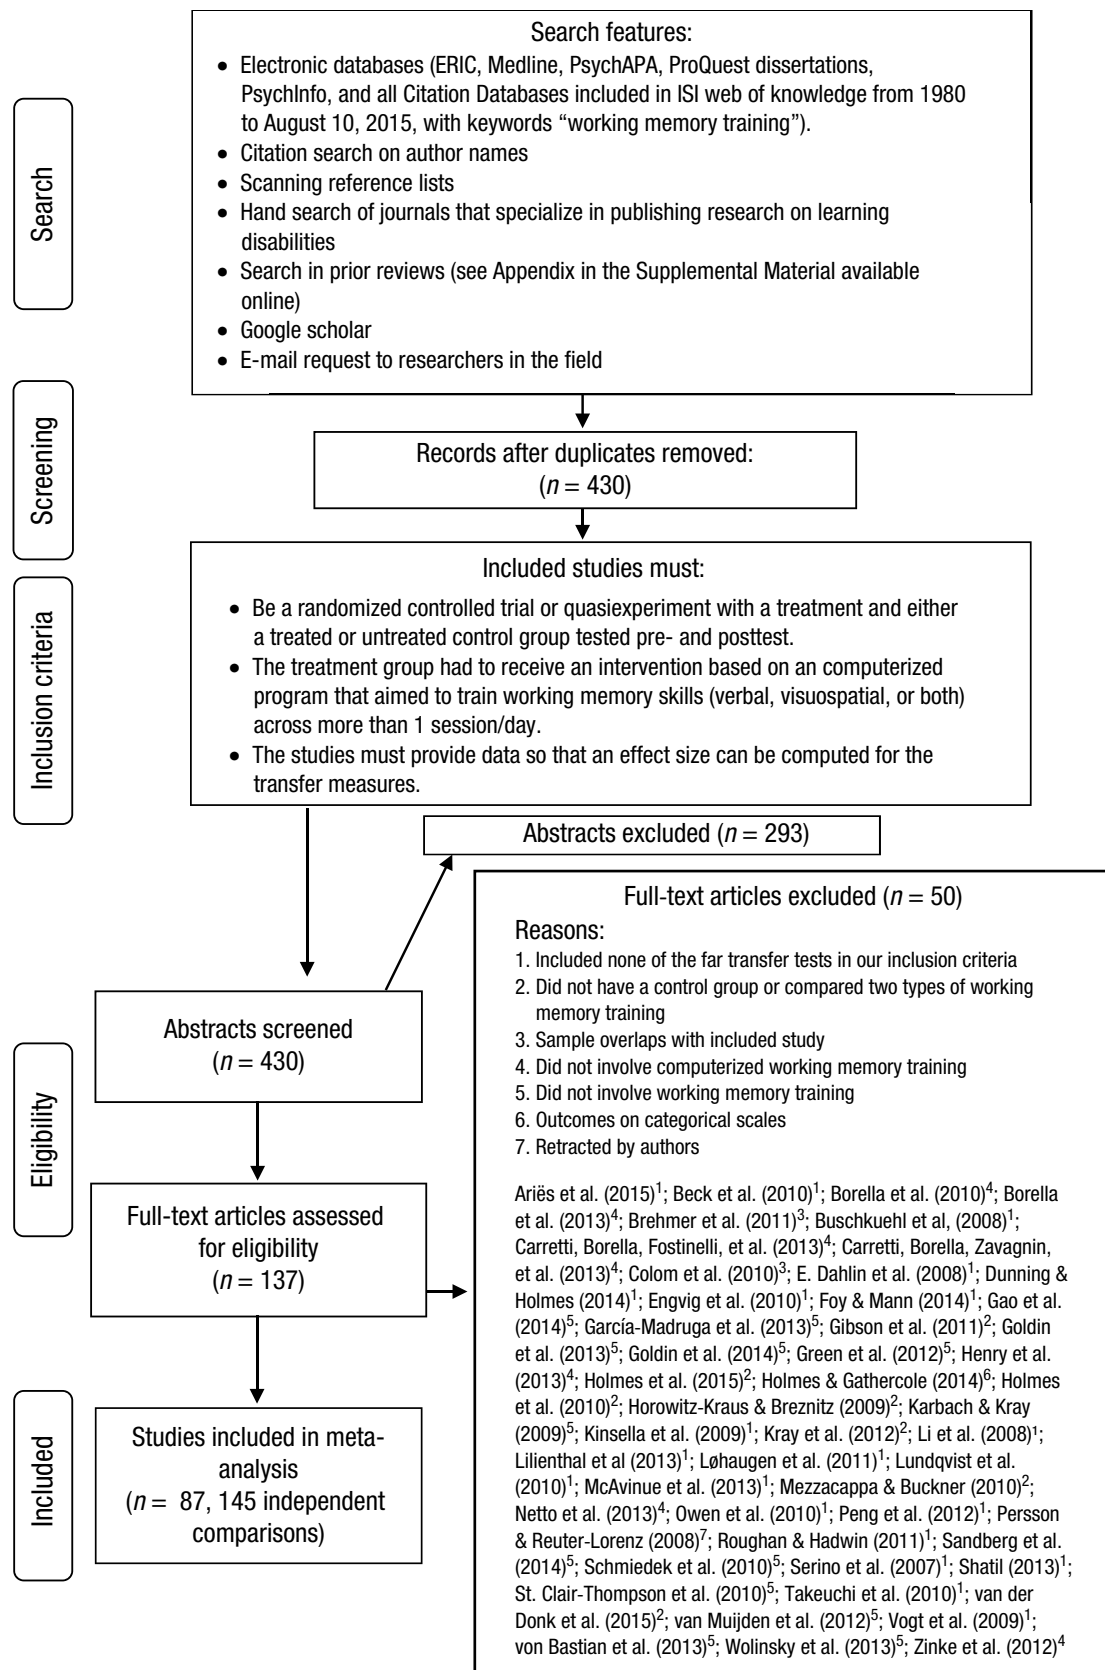 Search features:
• Electronic databases (ERIC, Medline, PsychAPA, ProQuest dissertations,
PsychInfo, and all Citation Databases included in ISI web of knowledge from 1980
to August 10, 2015, with keywords “working memory training”).
• Citation search on author names
• Scanning reference lists
• Hand search of journals that specialize in publishing research on learning
disabilities
• Search in prior reviews (see Appendix in the Supplemental Material available
online)
• Google scholar
• E-mail request to researchers in the field
Search
Screening
Records after duplicates removed:
(n = 430)
Inclusion criteria
Included studies must:
• Be a randomized controlled trial or quasiexperiment with a treatment and either
a treated or untreated control group tested pre- and posttest.
• The treatment group had to receive an intervention based on an computerized
program that aimed to train working memory skills (verbal, visuospatial, or both)
across more than 1 session/day.
• The studies must provide data so that an effect size can be computed for the
transfer measures.
Abstracts excluded (n = 293)
Eligibility
Abstracts screened
(n = 430)
Full-text articles assessed
for eligibility
(n = 137)
Full-text articles excluded (n = 50)
Reasons:
1. Included none of the far transfer tests in our inclusion criteria
2. Did not have a control group or compared two types of working
memory training
3. Sample overlaps with included study
4. Did not involve computerized working memory training
5. Did not involve working memory training
6. Outcomes on categorical scales
7. Retracted by authors
Ariës et al. (2015)¹; Beck et al. (2010)¹; Borella et al. (2010)⁴; Borella
et al. (2013)⁴; Brehmer et al. (2011)³; Buschkuehl et al, (2008)¹;
Carretti, Borella, Fostinelli, et al. (2013)⁴; Carretti, Borella, Zavagnin,
et al. (2013)⁴; Colom et al. (2010)³; E. Dahlin et al. (2008)¹; Dunning &
Holmes (2014)¹; Engvig et al. (2010)¹; Foy & Mann (2014)¹; Gao et al.
(2014)⁵; García-Madruga et al. (2013)⁵; Gibson et al. (2011)²; Goldin
et al. (2013)⁵; Goldin et al. (2014)⁵; Green et al. (2012)⁵; Henry et al.
(2013)⁴; Holmes et al. (2015)²; Holmes & Gathercole (2014)⁶; Holmes
et al. (2010)²; Horowitz-Kraus & Breznitz (2009)²; Karbach & Kray
(2009)⁵; Kinsella et al. (2009)¹; Kray et al. (2012)²; Li et al. (2008)¹;
Lilienthal et al (2013)¹; Løhaugen et al. (2011)¹; Lundqvist et al.
(2010)¹; McAvinue et al. (2013)¹; Mezzacappa & Buckner (2010)²;
Netto et al. (2013)⁴; Owen et al. (2010)¹; Peng et al. (2012)¹; Persson
& Reuter-Lorenz (2008)⁷; Roughan & Hadwin (2011)¹; Sandberg et al.
(2014)⁵; Schmiedek et al. (2010)⁵; Serino et al. (2007)¹; Shatil (2013)¹;
St. Clair-Thompson et al. (2010)⁵; Takeuchi et al. (2010)¹; van der
Donk et al. (2015)²; van Muijden et al. (2012)⁵; Vogt et al. (2009)¹;
von Bastian et al. (2013)⁵; Wolinsky et al. (2013)⁵; Zinke et al. (2012)⁴
Included
Studies included in meta-
analysis
(n = 87, 145 independent
comparisons)